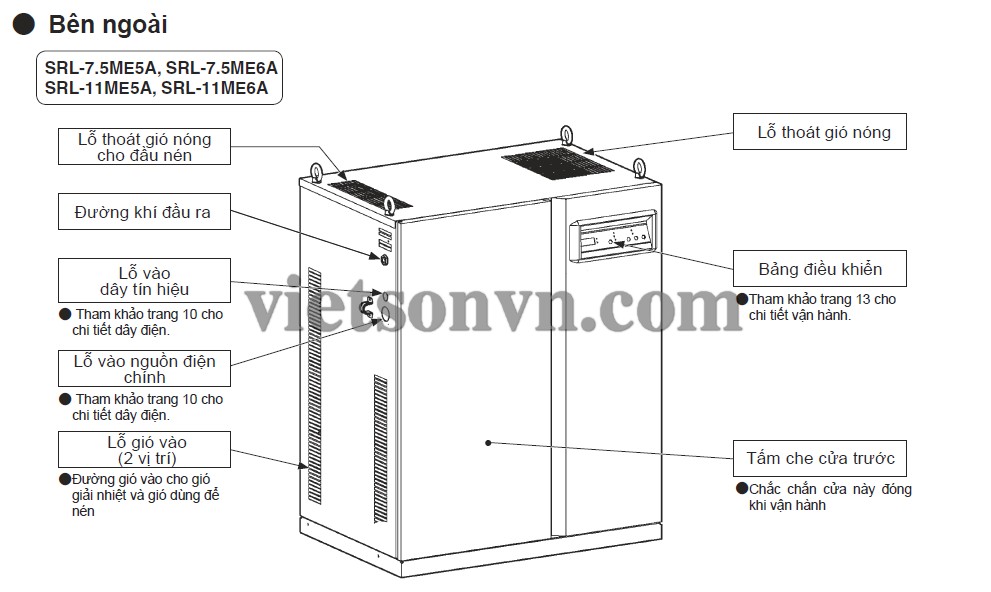 ● Bên ngoài
SRL-7.5ME5A, SRL-7.5ME6A
SRL-11ME5A, SRL-11ME6A
Lỗ thoát gió nóng
cho đầu nén
Đường khí đầu ra
Lỗ vào
dây tín hiệu
● Tham khảo trang 10 cho
chi tiết dây điện.
Lỗ vào nguồn điện
chính
● Tham khảo trang 10 cho
chi tiết dây điện.
Lỗ gió vào
(2 vị trí)
●Đường gió vào cho gió
giải nhiệt và gió dùng để
nén
Lỗ thoát gió nóng
Bảng điều khiển
●Tham khảo trang 13 cho
chi tiết vận hành.
Tấm che cửa trước
●Chắc chắn cửa này đóng
khi vận hành
vietsonvn.com